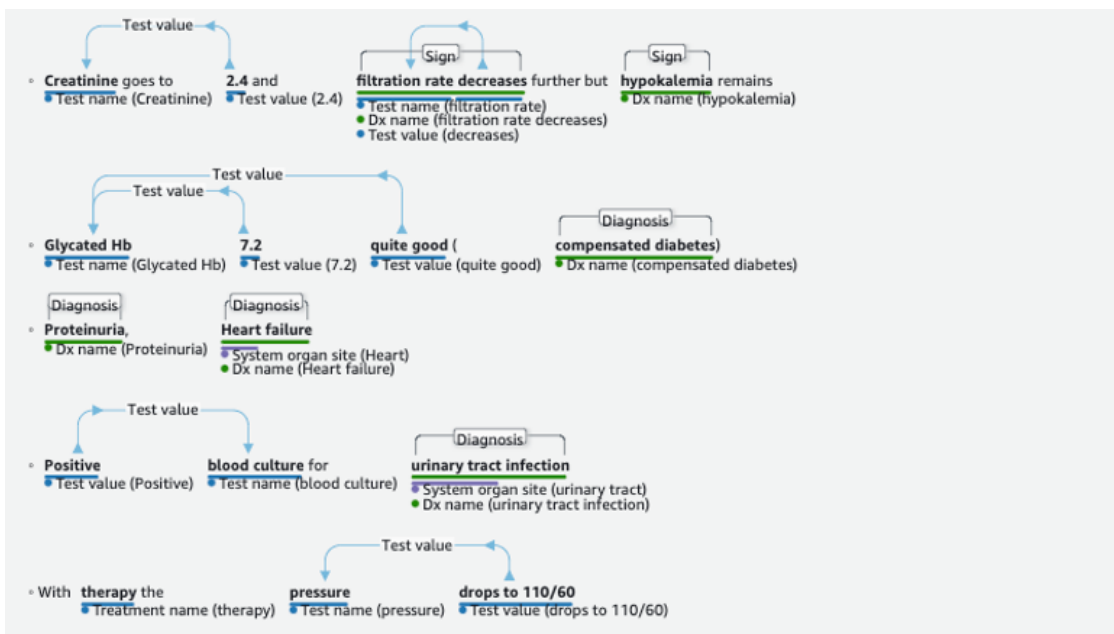 Test value
Sign Sign
◦ Creatinine goes to 2.4 and filtration rate decreases further but hypokalemia remains
• Test name (Creatinine) • Test value (2.4) • Test name (filtration rate) • Dx name (hypokalemia)
• Dx name (filtration rate decreases)
• Test value (decreases)
Test value
Test value
Diagnosis
◦ Glycated Hb 7.2 quite good ( compensated diabetes)
• Test name (Glycated Hb) • Test value (7.2) • Test value (quite good) • Dx name (compensated diabetes)
Diagnosis Diagnosis
◦ Proteinuria, Heart failure
• Dx name (Proteinuria) • System organ site (Heart)
• Dx name (Heart failure)
Test value
Diagnosis
◦ Positive blood culture for urinary tract infection
• Test value (Positive) • Test name (blood culture) • System organ site (urinary tract)
• Dx name (urinary tract infection)
Test value
◦ With therapy the pressure drops to 110/60
• Treatment name (therapy) • Test name (pressure) • Test value (drops to 110/60)